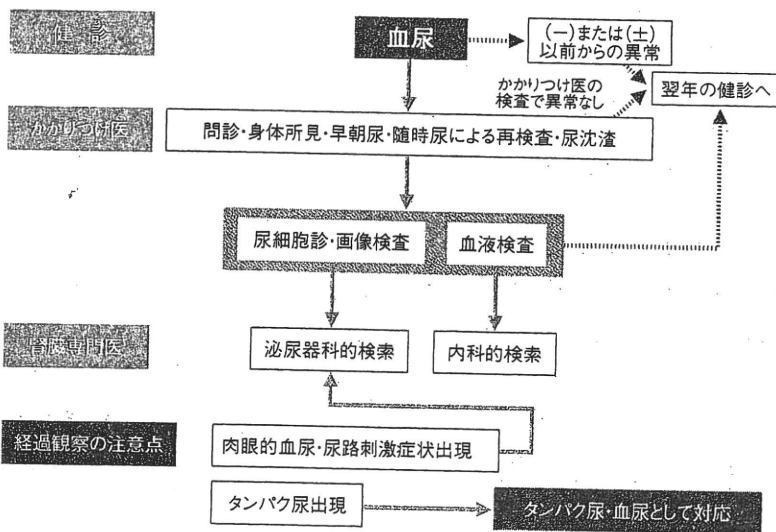 健診
血尿
(−)または(±)
以前からの異常
かかりつけ医の
検査で異常なし
翌年の健診へ
かかりつけ医
問診・身体所見・早朝尿・随時尿による再検査・尿沈渣
尿細胞診・画像検査
血液検査
腎臓専門医
泌尿器科的検索
内科的検索
経過観察の注意点
肉眼的血尿・尿路刺激症状出現
タンパク尿出現
タンパク尿・血尿として対応